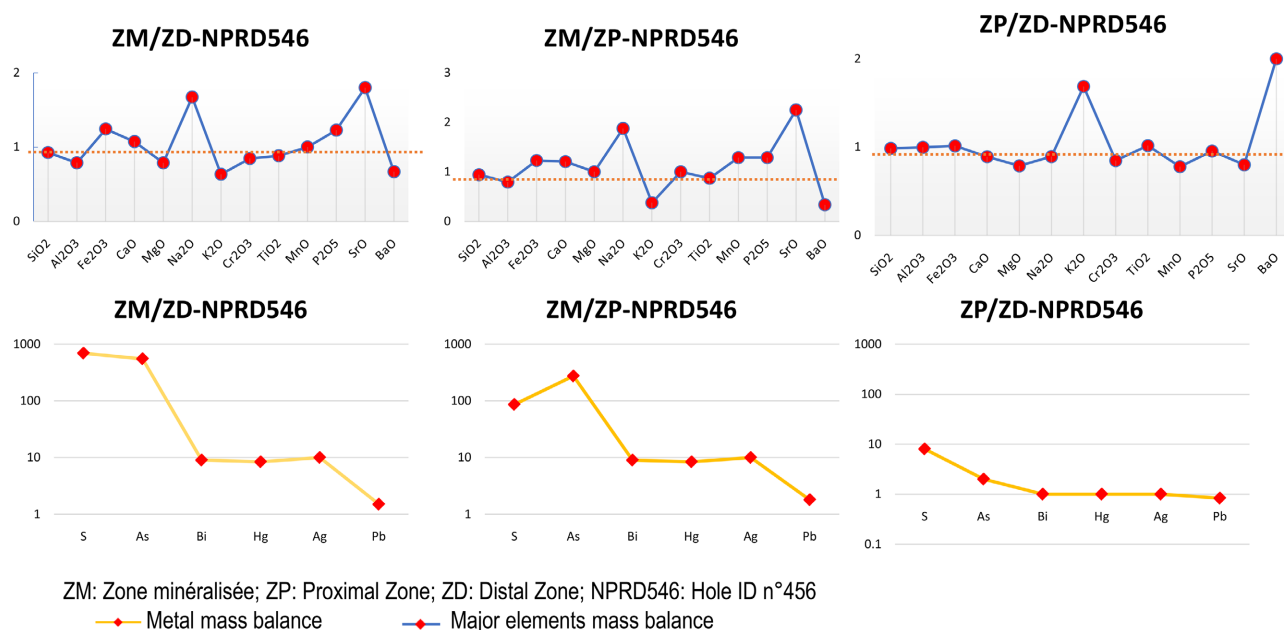 ZM/ZD-NPRD546
2
1
0
SiO2 Al2O3 Fe2O3 CaO MgO Na2O K2O Cr2O3 TiO2 MnO P2O5 SrO BaO
ZM/ZP-NPRD546
3
2
1
0
SiO2 Al2O3 Fe2O3 CaO MgO Na2O K2O Cr2O3 TiO2 MnO P2O5 SrO BaO
ZP/ZD-NPRD546
2
1
0
SiO2 Al2O3 Fe2O3 CaO MgO Na2O K2O Cr2O3 TiO2 MnO P2O5 SrO BaO
ZM/ZD-NPRD546
1000
100
10
1
S As Bi Hg Ag Pb
ZM/ZP-NPRD546
1000
100
10
1
S As Bi Hg Ag Pb
ZP/ZD-NPRD546
1000
100
10
1
S As Bi Hg Ag Pb
0.1
ZM: Zone minéralisée; ZP: Proximal Zone; ZD: Distal Zone; NPRD546: Hole ID n°456
Metal mass balance Major elements mass balance